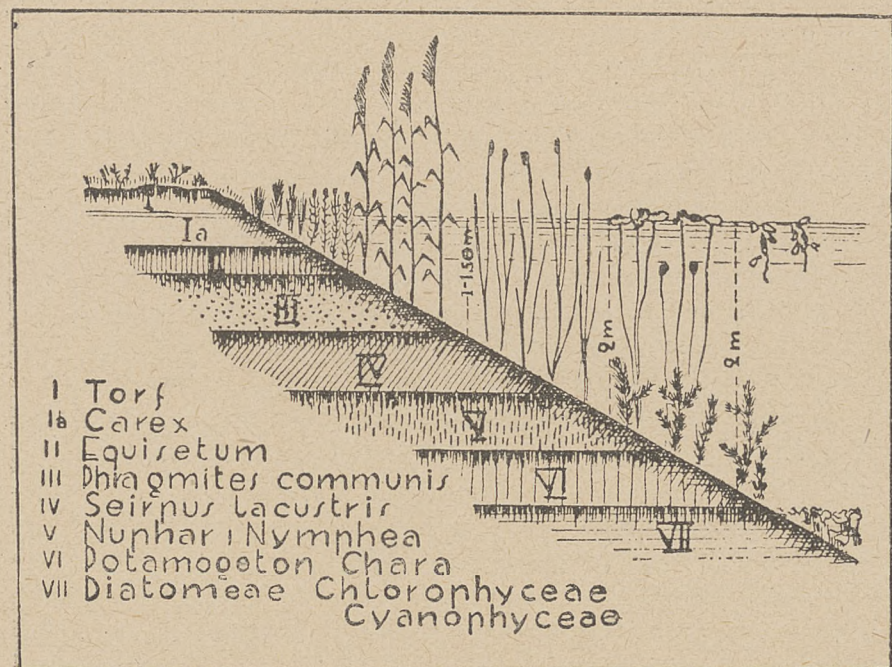 I
Ia
II
III
IV
V
VI
VII
1-1.50m
2m
2m
I Torf
Ia Carex
II Equisetum
III Phragmites communis
IV Seirpus lacustris
V Nuphar i Nymphea
VI Potamogeton Chara
VII Diatomeae Chlorophyceae
Cyanophyceae